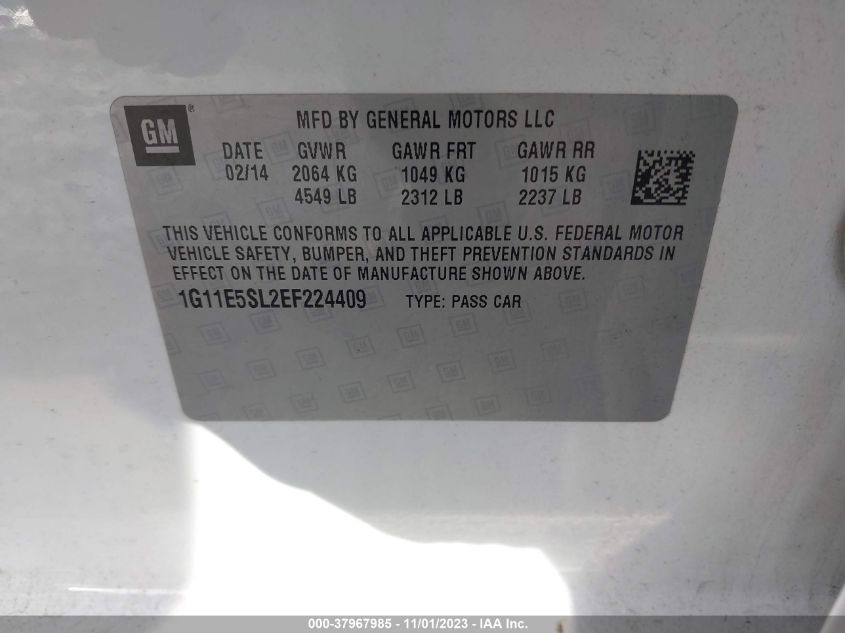 GM ®
MFD BY GENERAL MOTORS LLC
DATE GVWR GAWR FRT GAWR RR
02/14 2064 KG 1049 KG 1015 KG
4549 LB 2312 LB 2237 LB
THIS VEHICLE CONFORMS TO ALL APPLICABLE U.S. FEDERAL MOTOR
VEHICLE SAFETY, BUMPER, AND THEFT PREVENTION STANDARDS IN
EFFECT ON THE DATE OF MANUFACTURE SHOWN ABOVE.
1G11E5SL2EF224409 TYPE: PASS CAR
000-37967985 - 11/01/2023 - IAA Inc.